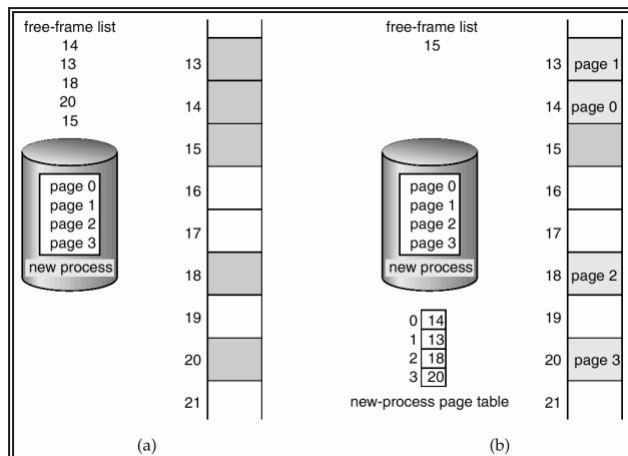 free-frame list
14
13
18
20
15
page 0
page 1
page 2
page 3
new process
13
14
15
16
17
18
19
20
21
(a)
free-frame list
15
page 0
page 1
page 2
page 3
new process
0 14
1 13
2 18
3 20
new-process page table
13 page 1
14 page 0
15
16
17
18 page 2
19
20 page 3
21
(b)